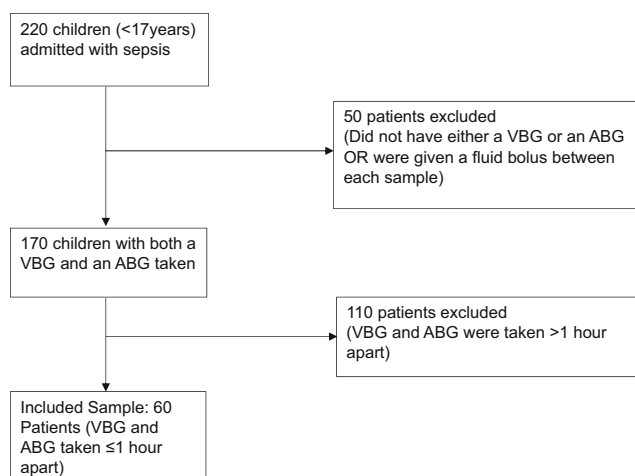 220 children (<17years)
admitted with sepsis
50 patients excluded
(Did not have either a VBG or an ABG
OR were given a fluid bolus between
each sample)
170 children with both a
VBG and an ABG taken
110 patients excluded
(VBG and ABG were taken >1 hour
apart)
Included Sample: 60
Patients (VBG and
ABG taken ≤1 hour
apart)